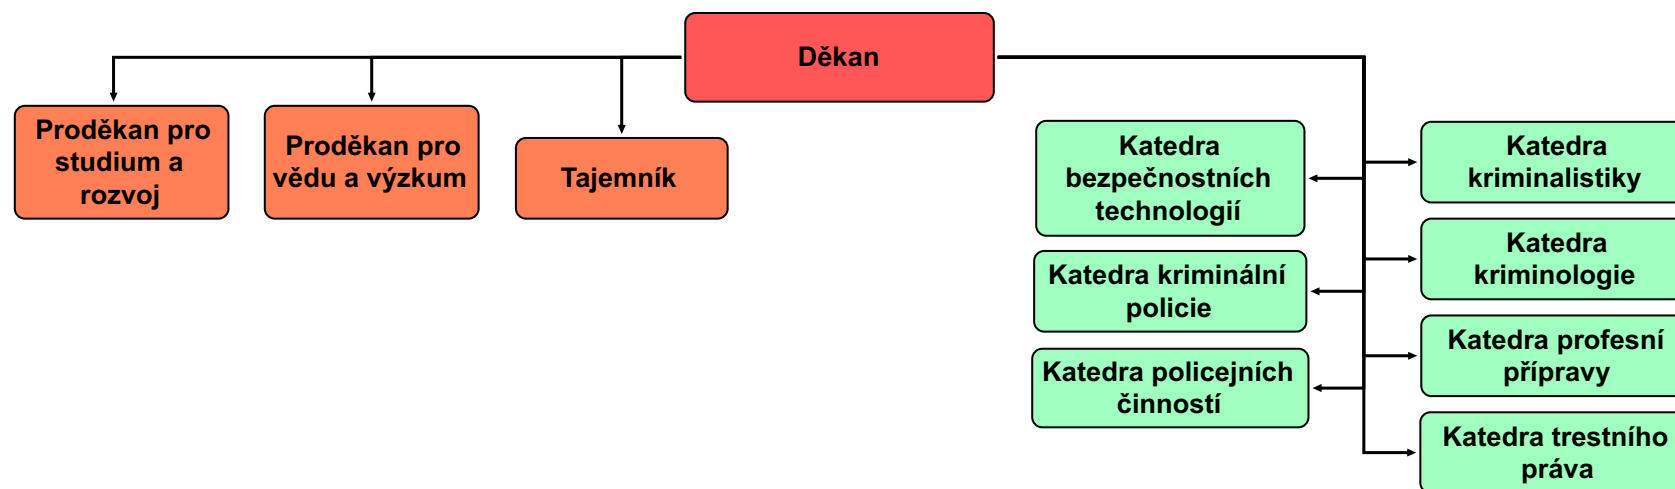 Děkan
Proděkan pro
studium a
rozvoj
Proděkan pro
vědu a výzkum
Tajemník
Katedra
bezpečnostních
technologií
Katedra kriminální
policie
Katedra policejních
činností
Katedra
kriminalistiky
Katedra
kriminologie
Katedra profesní
přípravy
Katedra trestního
práva